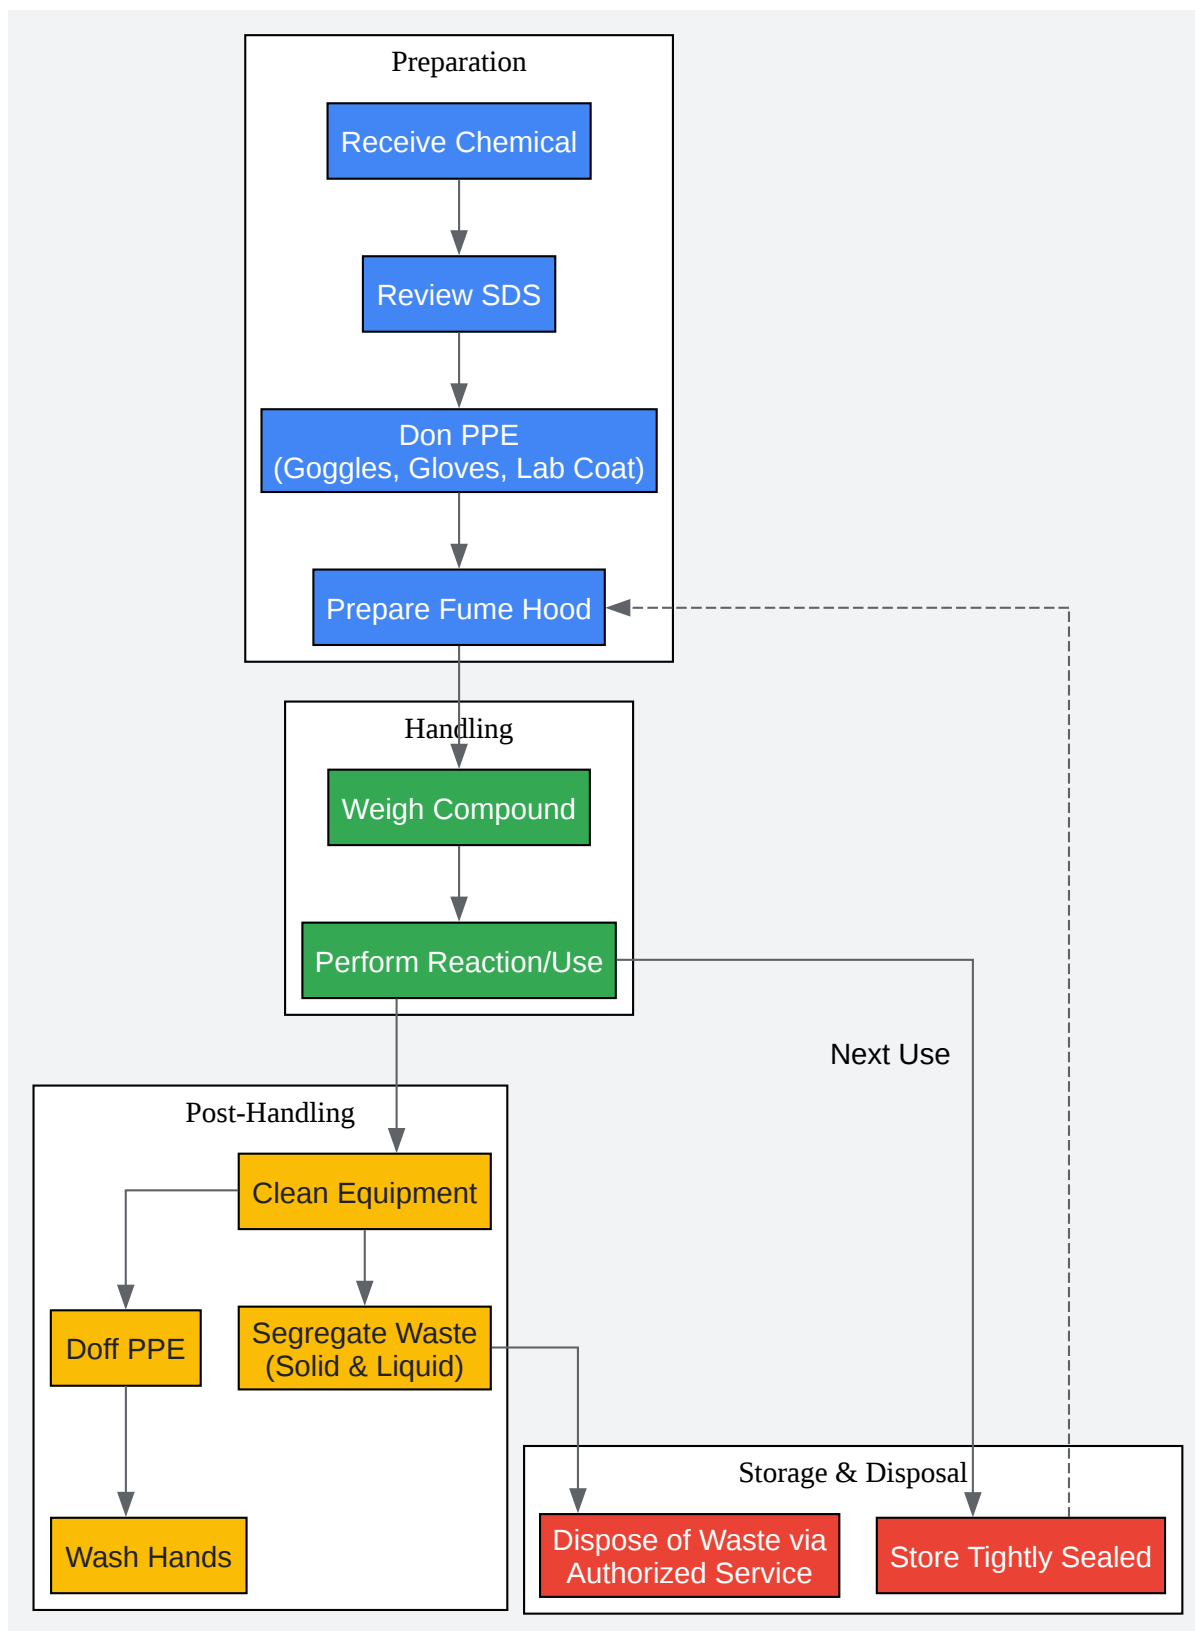 Preparation
Receive Chemical
Review SDS
Don PPE
(Goggles, Gloves, Lab Coat)
Prepare Fume Hood
Handling
Weigh Compound
Perform Reaction/Use
Next Use
Post-Handling
Clean Equipment
Doff PPE
Segregate Waste
(Solid & Liquid)
Wash Hands
Storage & Disposal
Dispose of Waste via
Authorized Service
Store Tightly Sealed